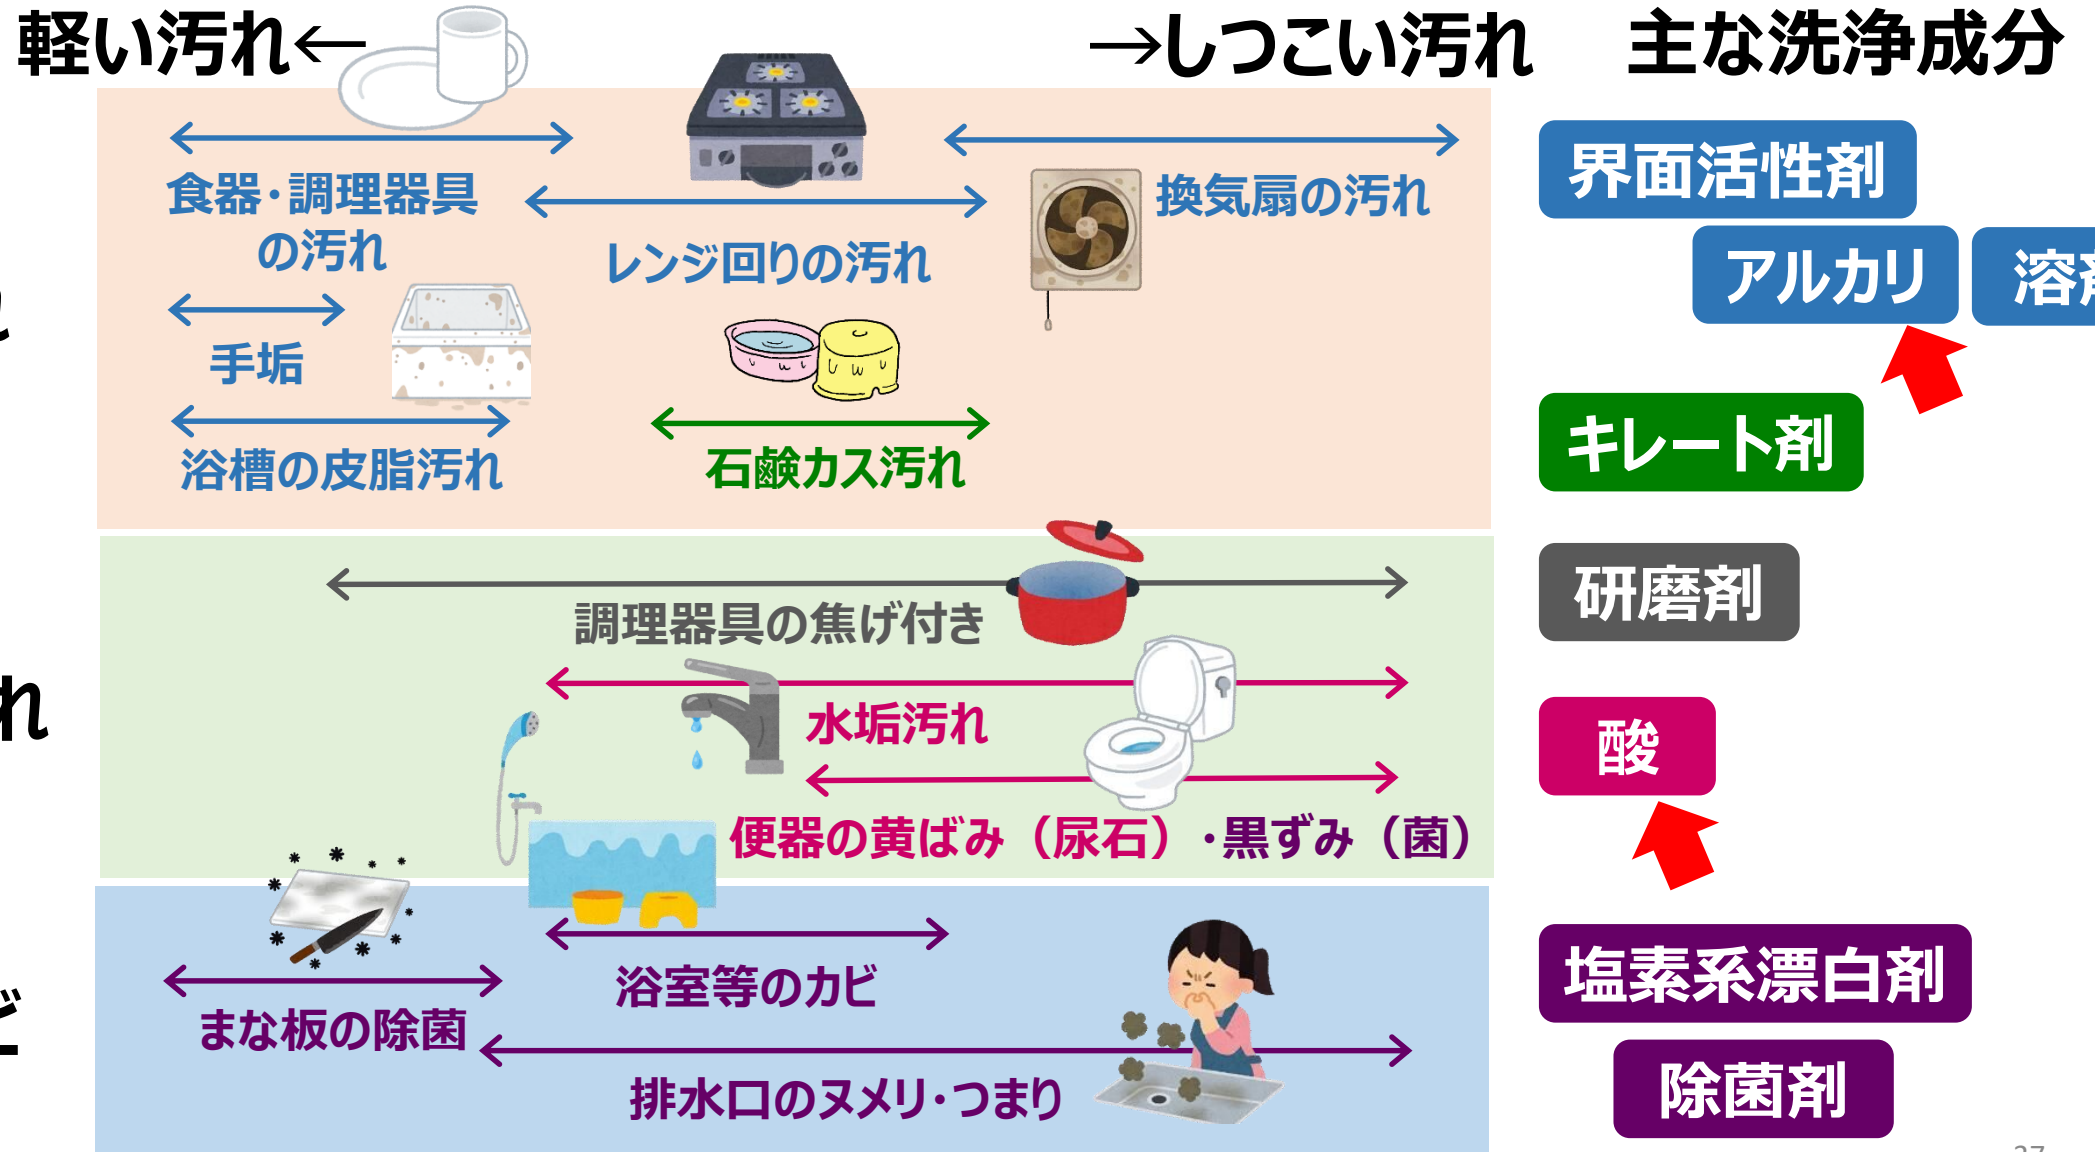 軽い汚れ←
→しつこい汚れ
主な洗浄成分
食器・調理器具
の汚れ
レンジ回りの汚れ
換気扇の汚れ
手垢
浴槽の皮脂汚れ
石鹸カス汚れ
界面活性剤
アルカリ
溶剤
キレート剤
れ
調理器具の焦げ付き
水垢汚れ
便器の黄ばみ（尿石）・黒ずみ（菌）
研磨剤
酸
れ
まな板の除菌
浴室等のカビ
排水口のヌメリ・つまり
塩素系漂白剤
除菌剤
ビ